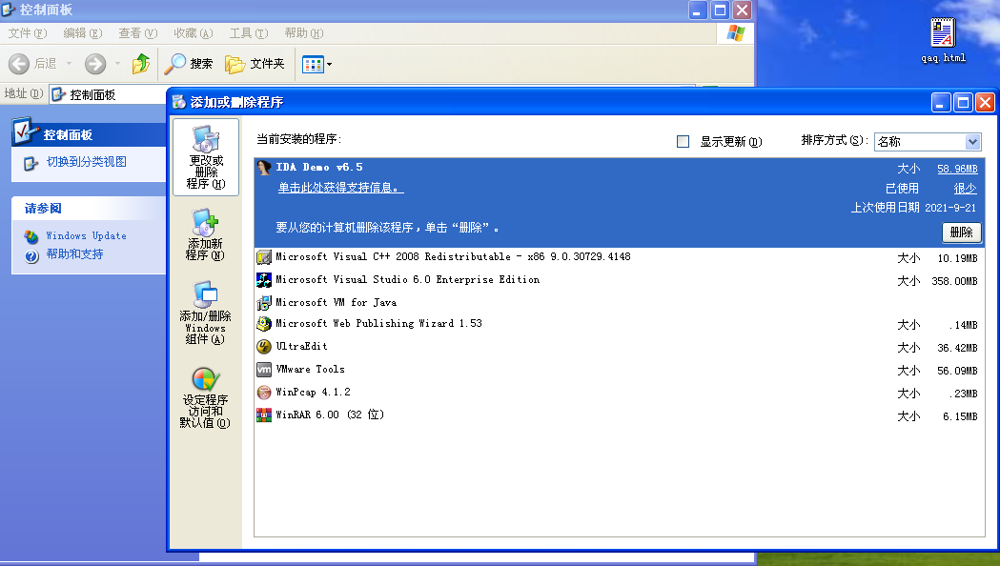 控制面板
文件(F) 编辑(E) 查看(V) 收藏(A) 工具(T) 帮助(H)
后退 搜索 文件夹
地址(D) 控制面板
控制面板
切换到分类视图
请参阅
Windows Update
帮助和支持
qaq.html
添加或删除程序
更改或
删除
程序(H)
添加新
程序(N)
添加/删除
Windows
组件(A)
设定程序
访问和
默认值(O)
当前安装的程序: 显示更新(D) 排序方式(S): 名称
IDA Demo v6.5 大小 58.96MB
单击此处获得支持信息。 已使用 很少
上次使用日期 2021-9-21
要从您的计算机删除该程序，单击“删除”。 删除
Microsoft Visual C++ 2008 Redistributable - x86 9.0.30729.4148 大小 10.19MB
Microsoft Visual Studio 6.0 Enterprise Edition 大小 358.00MB
Microsoft VM for Java
Microsoft Web Publishing Wizard 1.53 大小 .14MB
UltraEdit 大小 36.42MB
vm VMware Tools 大小 56.09MB
WinPcap 4.1.2 大小 .23MB
WinRAR 6.00 (32 位) 大小 6.15MB